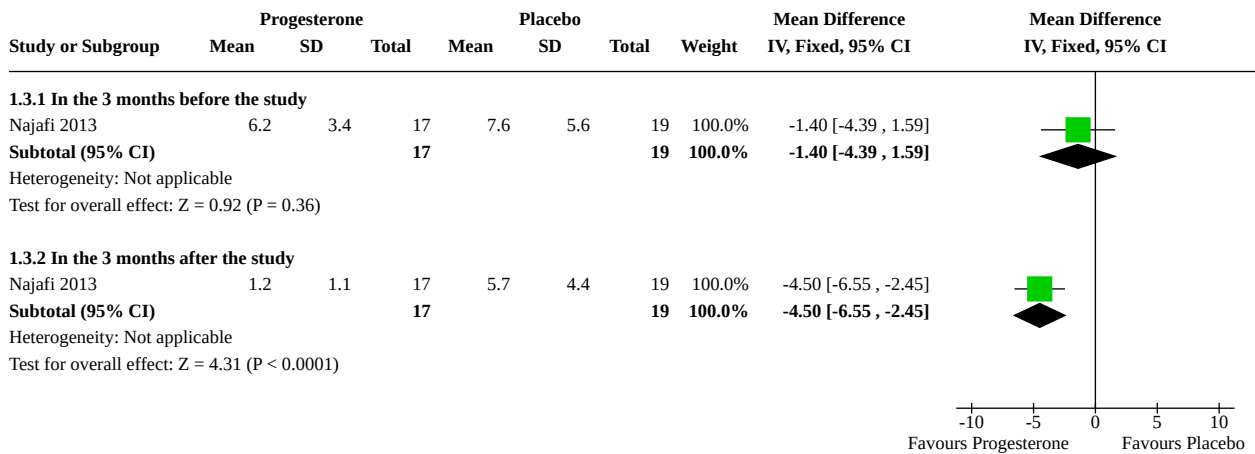 Progesterone Placebo Mean Difference Mean Difference
Study or Subgroup Mean SD Total Mean SD Total Weight IV, Fixed, 95% CI IV, Fixed, 95% CI
1.3.1 In the 3 months before the study
Najafi 2013 6.2 3.4 17 7.6 5.6 19 100.0% -1.40 [-4.39 , 1.59]
Subtotal (95% CI) 17 19 100.0% -1.40 [-4.39 , 1.59]
Heterogeneity: Not applicable
Test for overall effect: Z = 0.92 (P = 0.36)
1.3.2 In the 3 months after the study
Najafi 2013 1.2 1.1 17 5.7 4.4 19 100.0% -4.50 [-6.55 , -2.45]
Subtotal (95% CI) 17 19 100.0% -4.50 [-6.55 , -2.45]
Heterogeneity: Not applicable
Test for overall effect: Z = 4.31 (P < 0.0001)
-10 -5 0 5 10
Favours Progesterone Favours Placebo